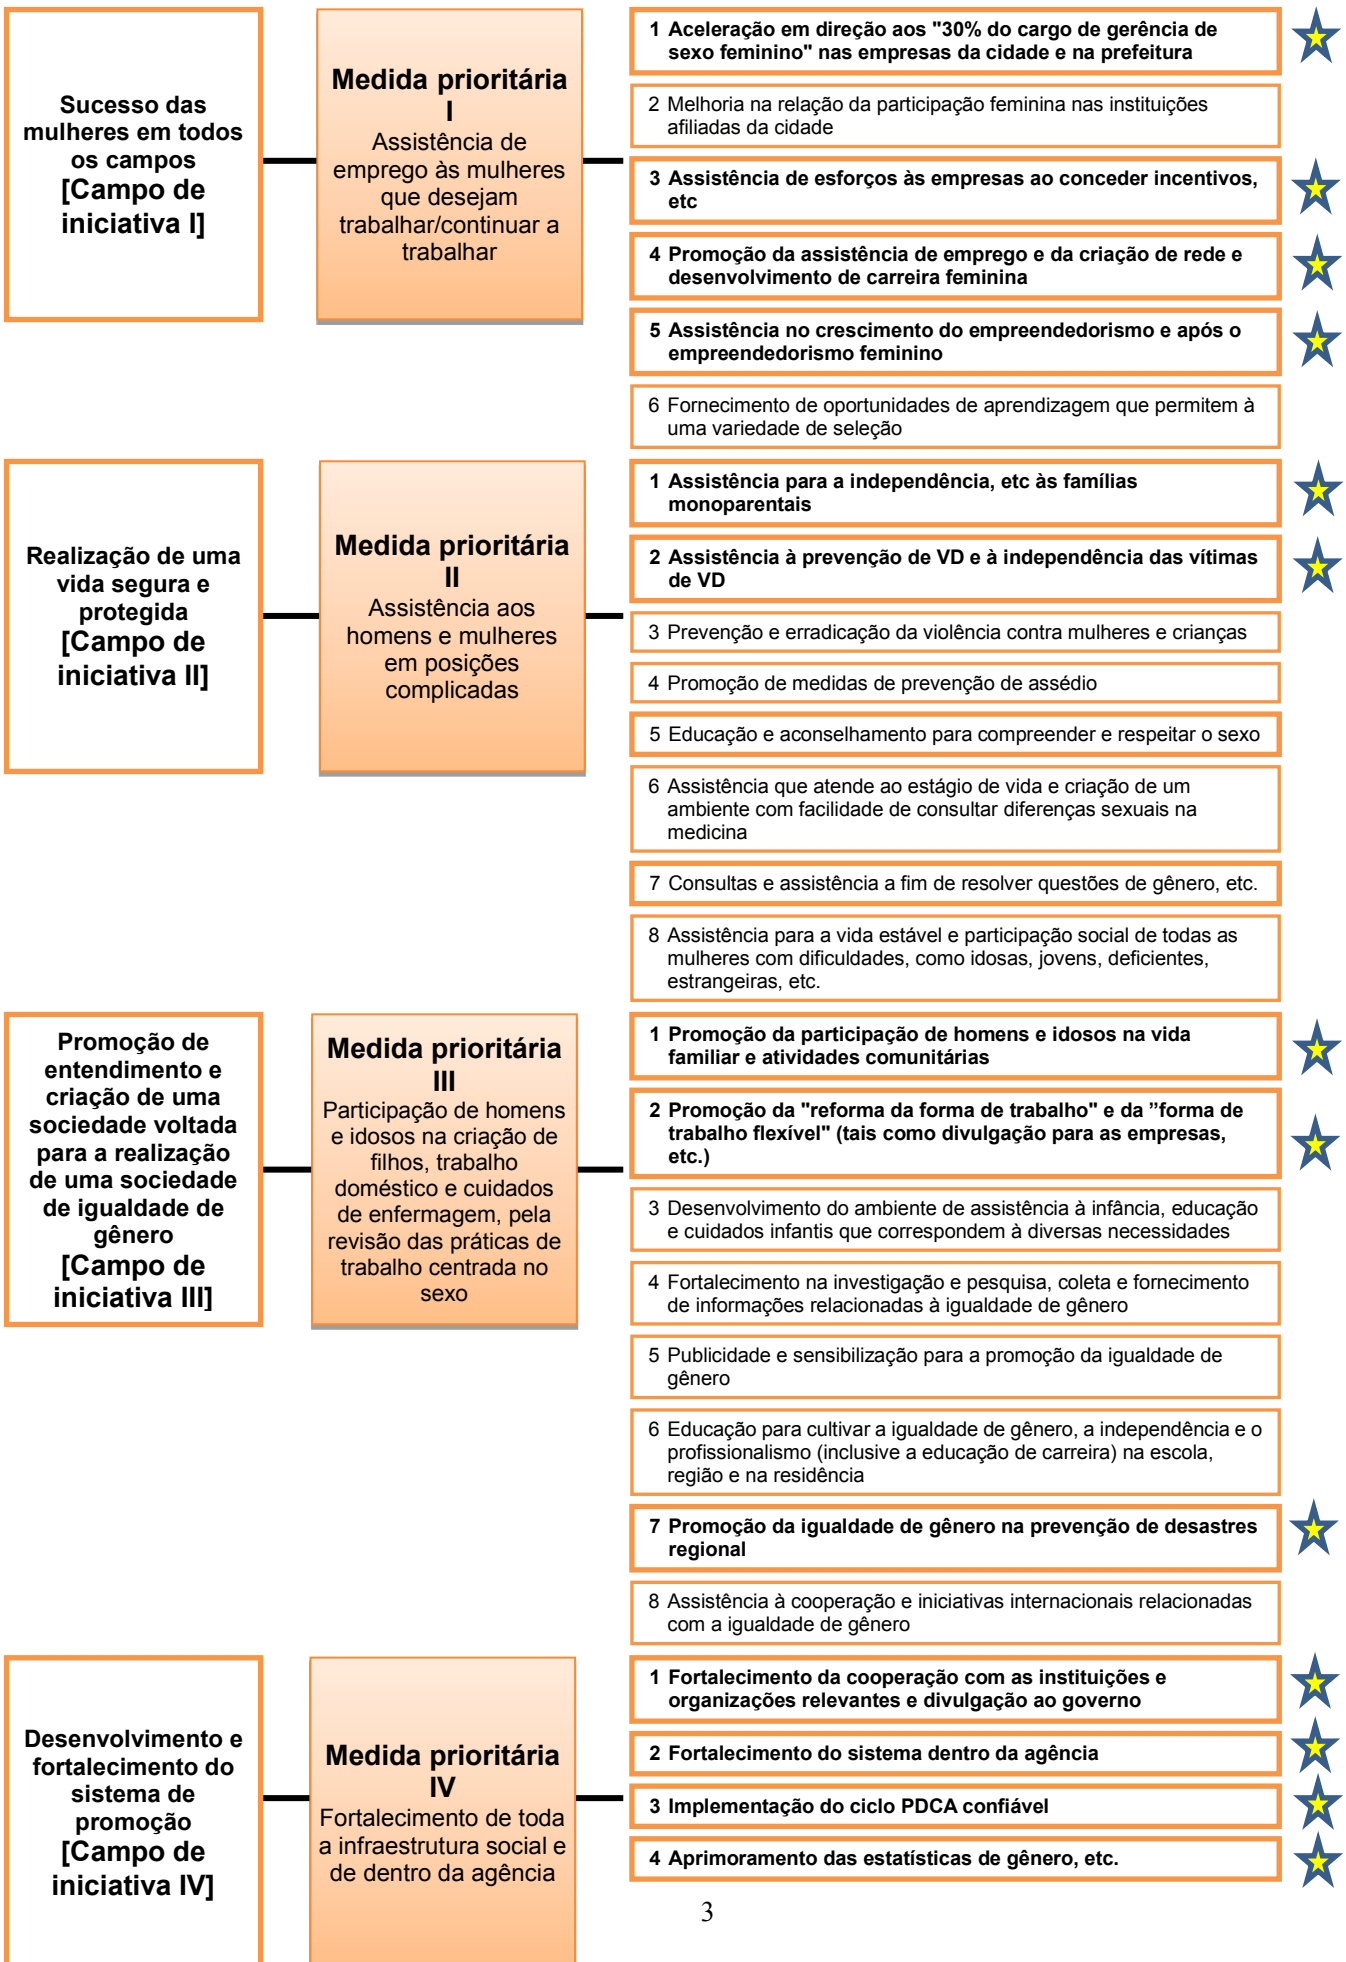 Sucesso das
mulheres em todos
os campos
[Campo de
iniciativa I]
Medida prioritária
I
Assistência de
emprego às mulheres
que desejam
trabalhar/continuar a
trabalhar
1 Aceleração em direção aos "30% do cargo de gerência de
sexo feminino" nas empresas da cidade e na prefeitura
2 Melhoria na relação da participação feminina nas instituições
afiliadas da cidade
3 Assistência de esforços às empresas ao conceder incentivos,
etc
4 Promoção da assistência de emprego e da criação de rede e
desenvolvimento de carreira feminina
5 Assistência no crescimento do empreendedorismo e após o
empreendedorismo feminino
6 Fornecimento de oportunidades de aprendizagem que permitem à
uma variedade de seleção
Realização de uma
vida segura e
protegida
[Campo de
iniciativa II]
Medida prioritária
II
Assistência aos
homens e mulheres
em posições
complicadas
1 Assistência para a independência, etc às famílias
monoparentais
2 Assistência à prevenção de VD e à independência das vítimas
de VD
3 Prevenção e erradicação da violência contra mulheres e crianças
4 Promoção de medidas de prevenção de assédio
5 Educação e aconselhamento para compreender e respeitar o sexo
6 Assistência que atende ao estágio de vida e criação de um
ambiente com facilidade de consultar diferenças sexuais na
medicina
7 Consultas e assistência a fim de resolver questões de gênero, etc.
8 Assistência para a vida estável e participação social de todas as
mulheres com dificuldades, como idosas, jovens, deficientes,
estrangeiras, etc.
Promoção de
entendimento e
criação de uma
sociedade voltada
para a realização
de uma sociedade
de igualdade de
gênero
[Campo de
iniciativa III]
Medida prioritária
III
Participação de homens
e idosos na criação de
filhos, trabalho
doméstico e cuidados
de enfermagem, pela
revisão das práticas de
trabalho centrada no
sexo
1 Promoção da participação de homens e idosos na vida
familiar e atividades comunitárias
2 Promoção da "reforma da forma de trabalho" e da ”forma de
trabalho flexível" (tais como divulgação para as empresas,
etc.)
3 Desenvolvimento do ambiente de assistência à infância, educação
e cuidados infantis que correspondem à diversas necessidades
4 Fortalecimento na investigação e pesquisa, coleta e fornecimento
de informações relacionadas à igualdade de gênero
5 Publicidade e sensibilização para a promoção da igualdade de
gênero
6 Educação para cultivar a igualdade de gênero, a independência e o
profissionalismo (inclusive a educação de carreira) na escola,
região e na residência
7 Promoção da igualdade de gênero na prevenção de desastres
regional
8 Assistência à cooperação e iniciativas internacionais relacionadas
com a igualdade de gênero
Desenvolvimento e
fortalecimento do
sistema de
promoção
[Campo de
iniciativa IV]
Medida prioritária
IV
Fortalecimento de toda
a infraestrutura social e
de dentro da agência
1 Fortalecimento da cooperação com as instituições e
organizações relevantes e divulgação ao governo
2 Fortalecimento do sistema dentro da agência
3 Implementação do ciclo PDCA confiável
4 Aprimoramento das estatísticas de gênero, etc.
3